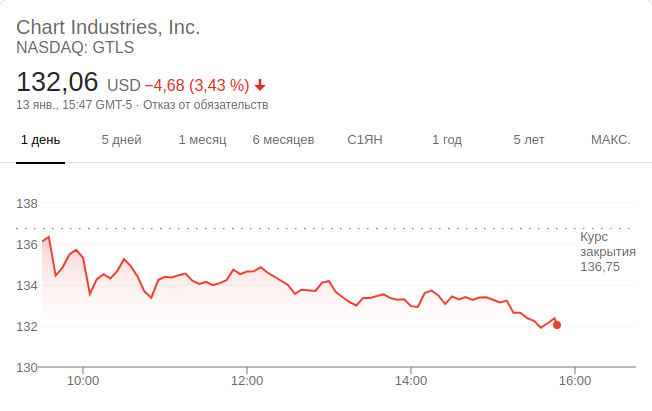 Chart Industries, Inc.
NASDAQ: GTLS
132,06 USD −4,68 (3,43 %)
13 янв., 15:47 GMT-5 · Отказ от обязательств
1 день 5 дней 1 месяц 6 месяцев С1ЯН 1 год 5 лет МАКС.
138
136
134
132
130
Курс
закрытия
136,75
10:00 12:00 14:00 16:00